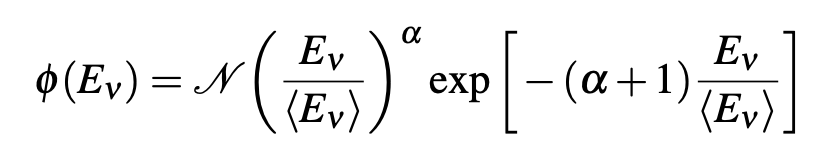 ϕ(E_ν) = 𝒩 (E_ν / ⟨E_ν⟩)^α exp[−(α+1) E_ν / ⟨E_ν⟩]